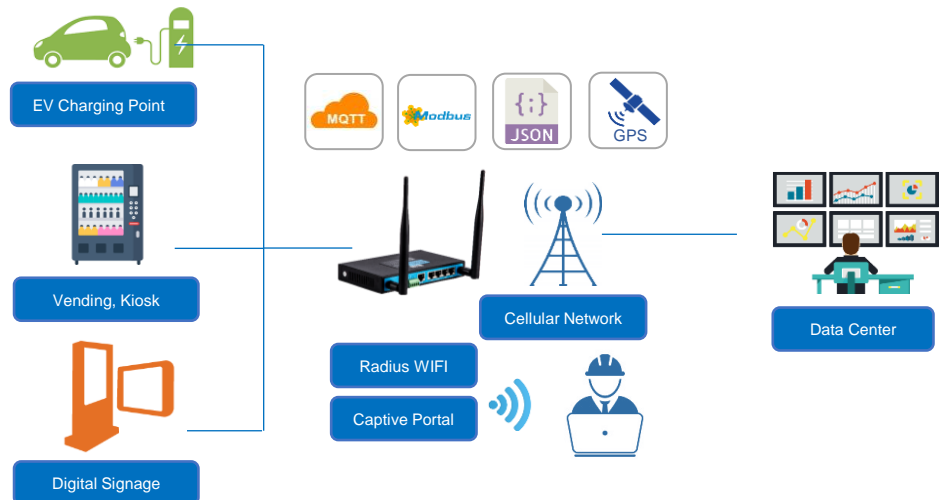 EV Charging Point
MQTT
Modbus
{;}
JSON
GPS
Vending, Kiosk
Cellular Network
Data Center
Radius WIFI
Captive Portal
Digital Signage